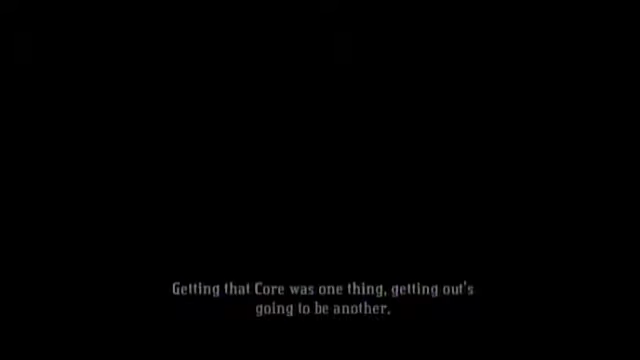 Getting that Core was one thing, getting out's
going to be another.